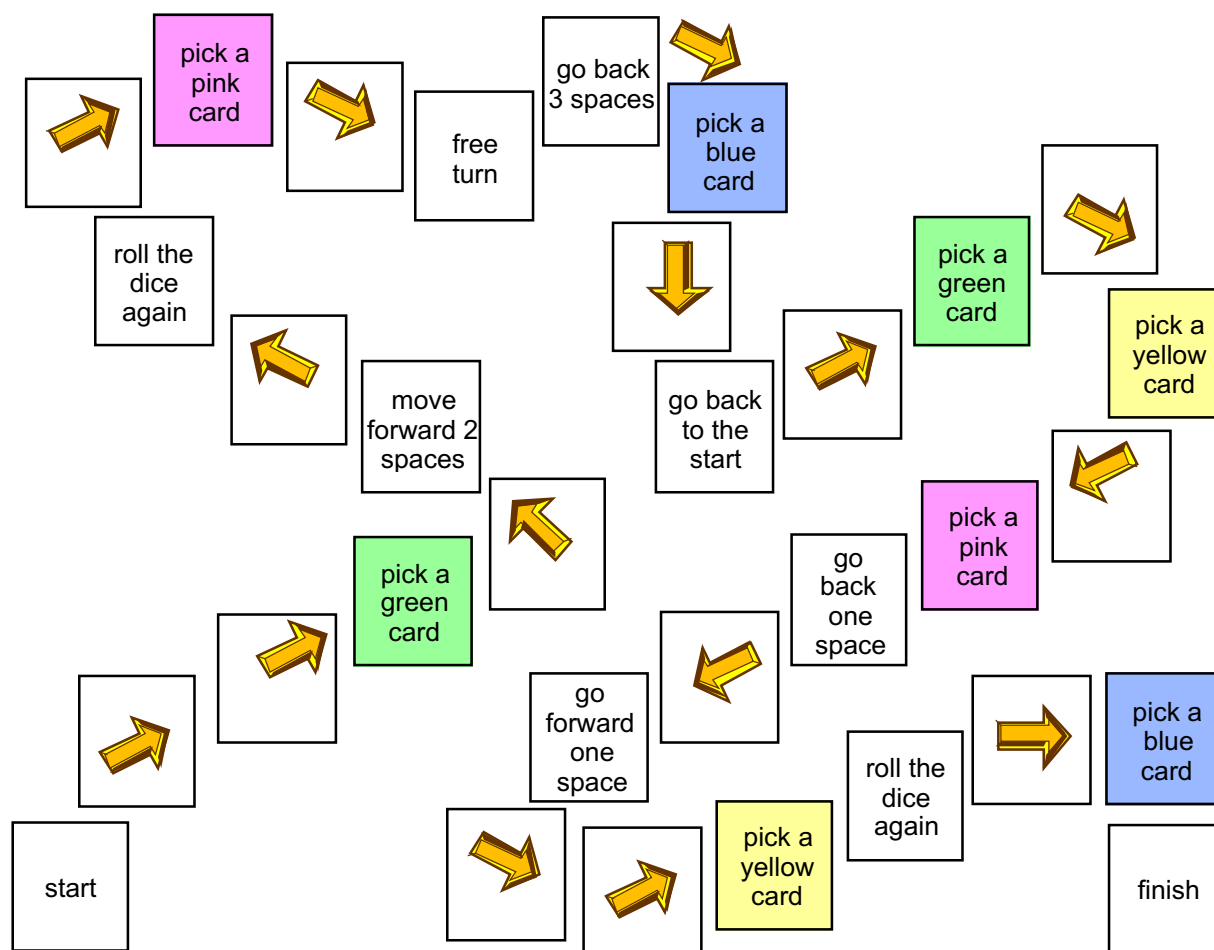 pick a
pink
card
go back
3 spaces
free
turn
pick a
blue
card
roll the
dice
again
pick a
green
card
pick a
yellow
card
move
forward 2
spaces
go back
to the
start
pick a
pink
card
go
back
one
space
pick a
green
card
go
forward
one
space
pick a
blue
card
roll the
dice
again
pick a
yellow
card
start
finish